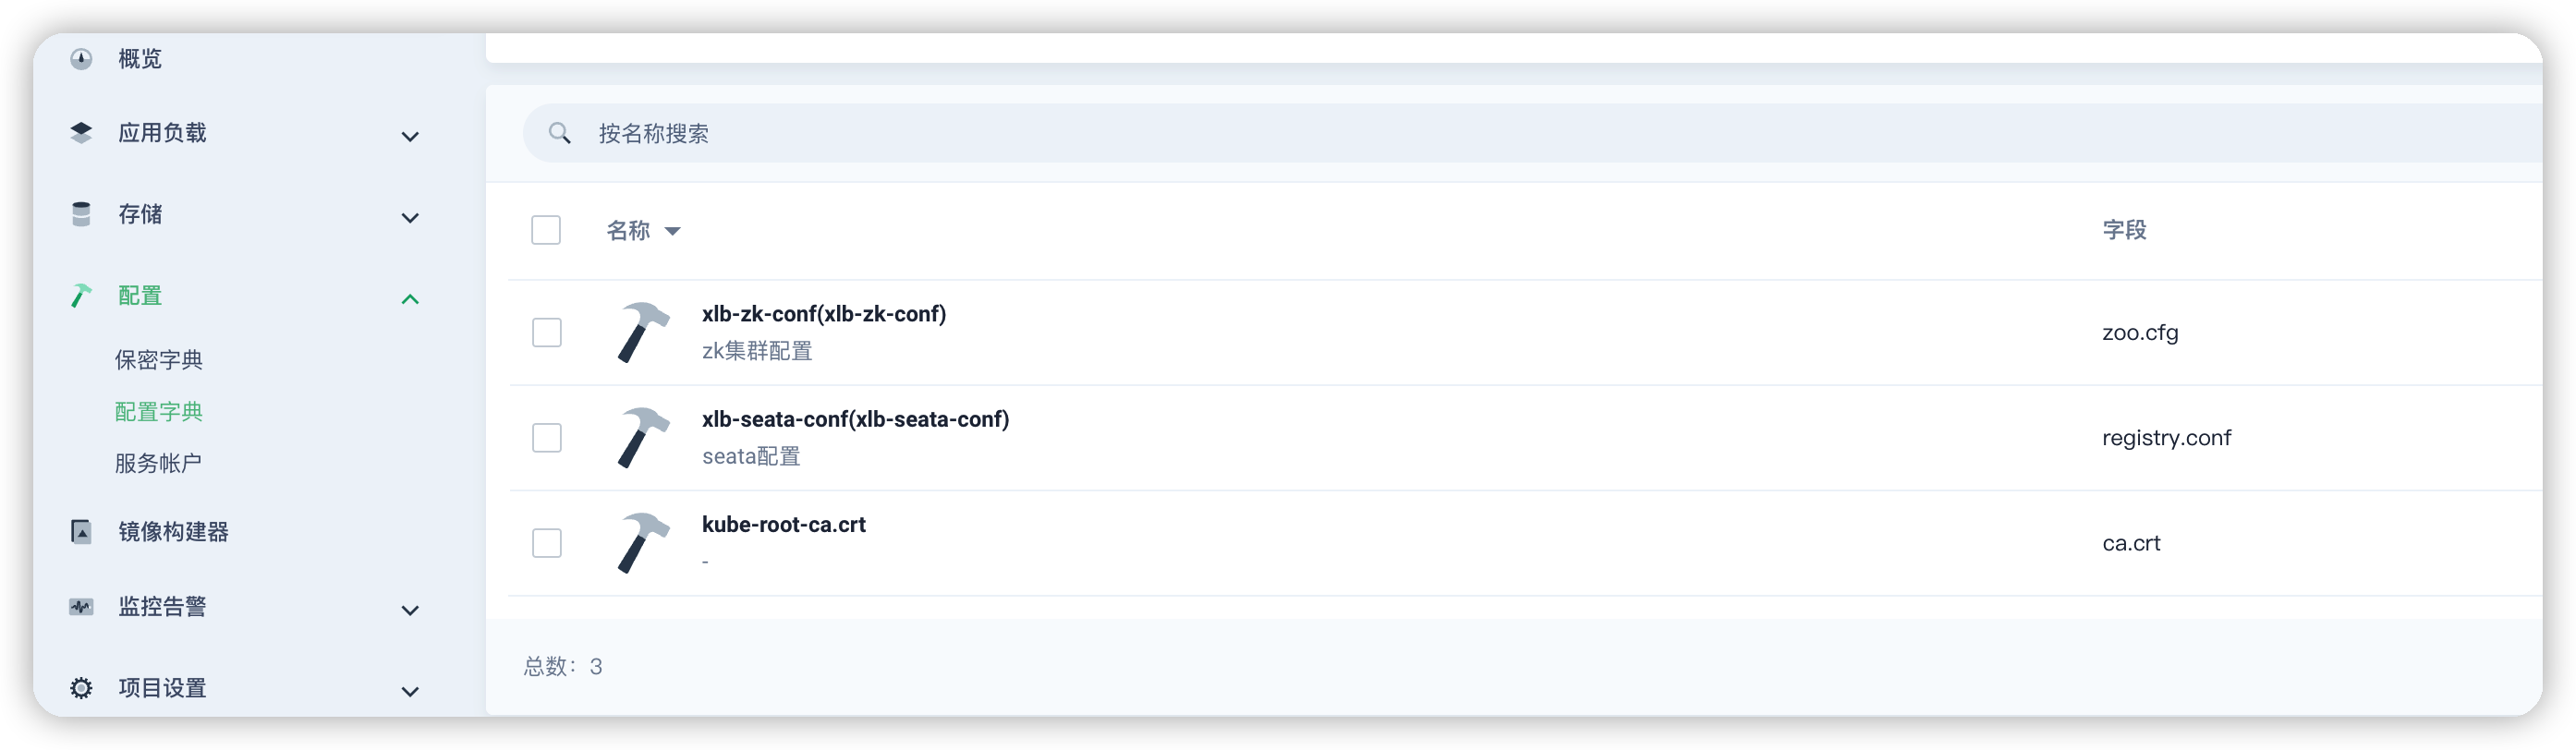 概览
应用负载
存储
配置
保密字典
配置字典
服务帐户
镜像构建器
监控告警
项目设置
按名称搜索
名称 字段
xlb-zk-conf(xlb-zk-conf)
zk集群配置
zoo.cfg
xlb-seata-conf(xlb-seata-conf)
seata配置
registry.conf
kube-root-ca.crt
-
ca.crt
总数：3